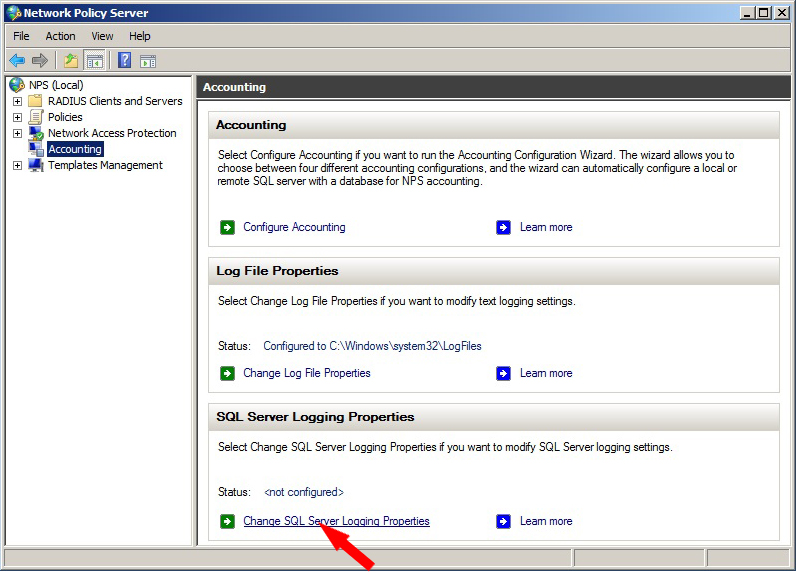 Network Policy Server
File Action View Help
NPS (Local)
RADIUS Clients and Servers
Policies
Network Access Protection
Accounting
Templates Management
Accounting
Accounting
Select Configure Accounting if you want to run the Accounting Configuration Wizard. The wizard allows you to
choose between four different accounting configurations, and the wizard can automatically configure a local or
remote SQL server with a database for NPS accounting.
Configure Accounting Learn more
Log File Properties
Select Change Log File Properties if you want to modify text logging settings.
Status: Configured to C:\Windows\system32\LogFiles
Change Log File Properties Learn more
SQL Server Logging Properties
Select Change SQL Server Logging Properties if you want to modify SQL Server logging settings.
Status: <not configured>
Change SQL Server Logging Properties Learn more